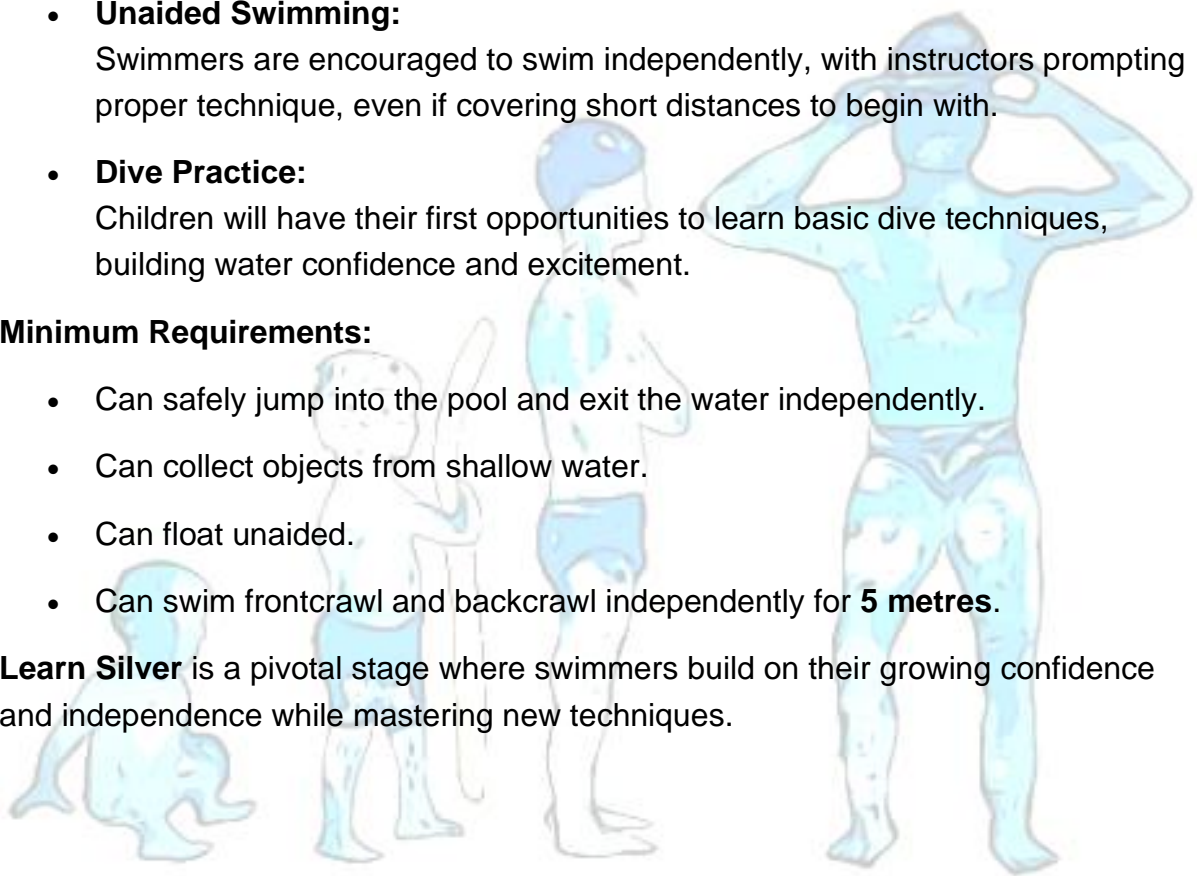 • Unaided Swimming:
Swimmers are encouraged to swim independently, with instructors prompting
proper technique, even if covering short distances to begin with.
• Dive Practice:
Children will have their first opportunities to learn basic dive techniques,
building water confidence and excitement.
Minimum Requirements:
• Can safely jump into the pool and exit the water independently.
• Can collect objects from shallow water.
• Can float unaided.
• Can swim frontcrawl and backcrawl independently for 5 metres.
Learn Silver is a pivotal stage where swimmers build on their growing confidence
and independence while mastering new techniques.